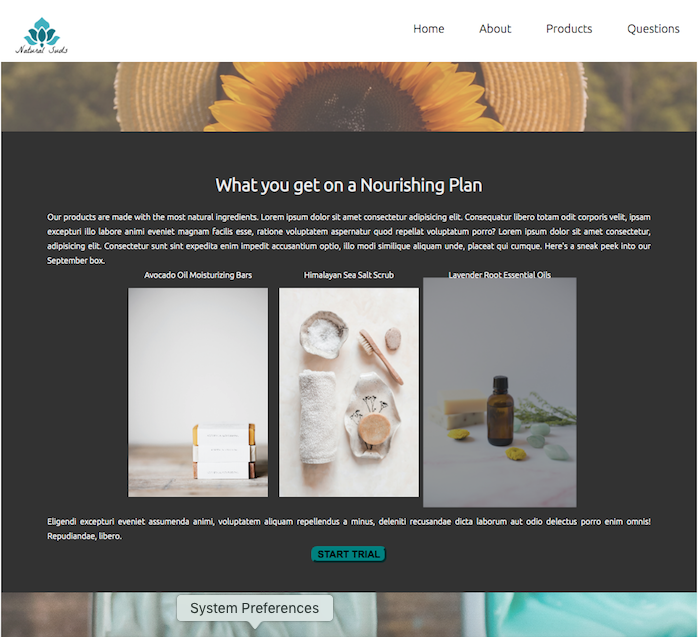 Natural Suds
Home About Products Questions
What you get on a Nourishing Plan
Our products are made with the most natural ingredients. Lorem ipsum dolor sit amet consectetur adipisicing elit. Consequatur libero totam odit corporis velit, ipsam
excepturi illo labore animi eveniet magnam facilis esse, ratione voluptatem aspernatur quod repellat voluptatum porro? Lorem ipsum dolor sit amet consectetur,
adipisicing elit. Consectetur sunt sint expedita enim impedit accusantium optio, illo modi similique aliquam unde, placeat qui cumque. Here's a sneak peek into our
September box.
Avocado Oil Moisturizing Bars Himalayan Sea Salt Scrub Lavender Root Essential Oils
Eligendi excepturi eveniet assumenda animi, voluptatem aliquam repellendus a minus, deleniti recusandae dicta laborum aut odio delectus porro enim omnis!
Repudiandae, libero.
START TRIAL
System Preferences